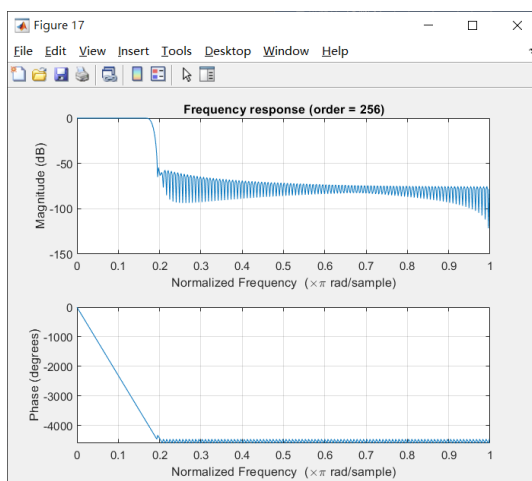 Figure 17
File Edit View Insert Tools Desktop Window Help
Frequency response (order = 256)
0
-50
-100
-150
Magnitude (dB)
0 0.1 0.2 0.3 0.4 0.5 0.6 0.7 0.8 0.9 1
Normalized Frequency (×π rad/sample)
0
-1000
-2000
-3000
-4000
Phase (degrees)
0 0.1 0.2 0.3 0.4 0.5 0.6 0.7 0.8 0.9 1
Normalized Frequency (×π rad/sample)